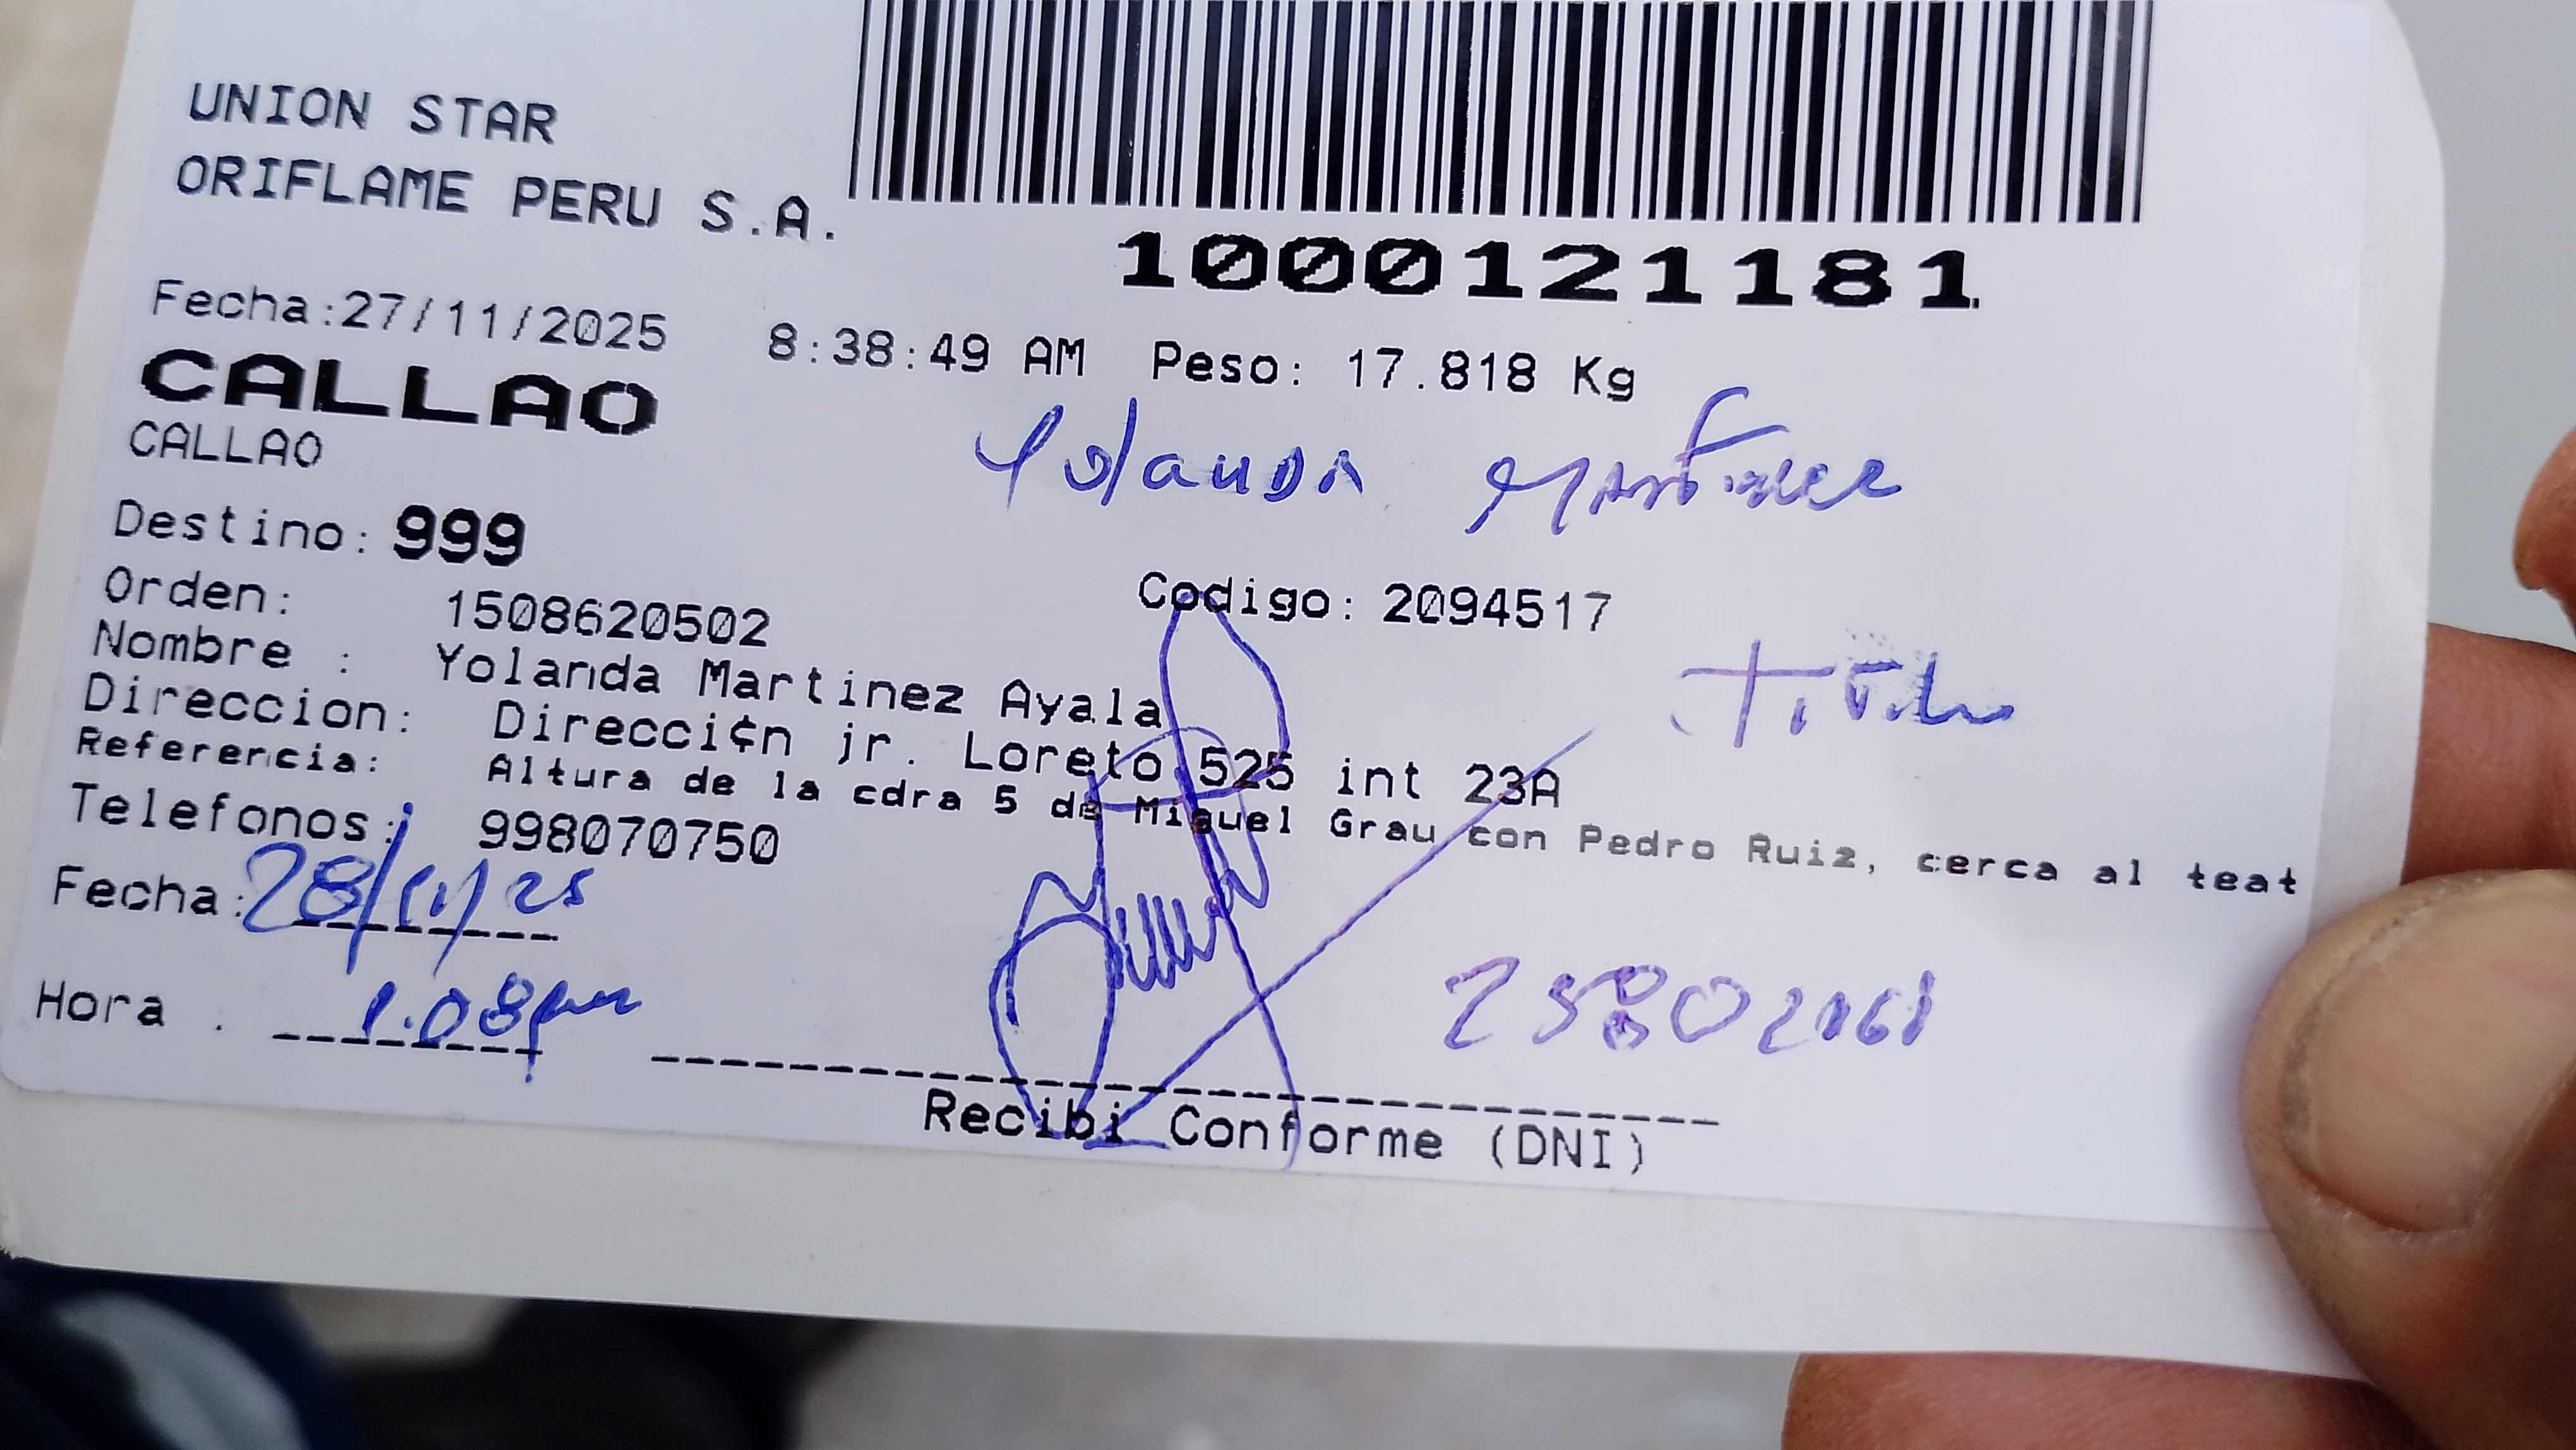 UNION STAR
ORIFLAME PERU S.A.
1000121181
Fecha:27/11/2025 8:38:49 AM Peso: 17.818 Kg
CALLAO
CALLAO
Yolanda Martinez
Destino: 999
Orden: 1508620502 Codigo: 2094517
Nombre : Yolanda Martinez Ayala
Titular
Direccion: Direcci¢n jr. Loreto 525 int 23A
Referencia: Altura de la cdra 5 de Miguel Grau con Pedro Ruiz, cerca al teat
Telefonos: 998070750
Fecha: 28/11/25
Hora : 1.08pm
Recibi Conforme (DNI)